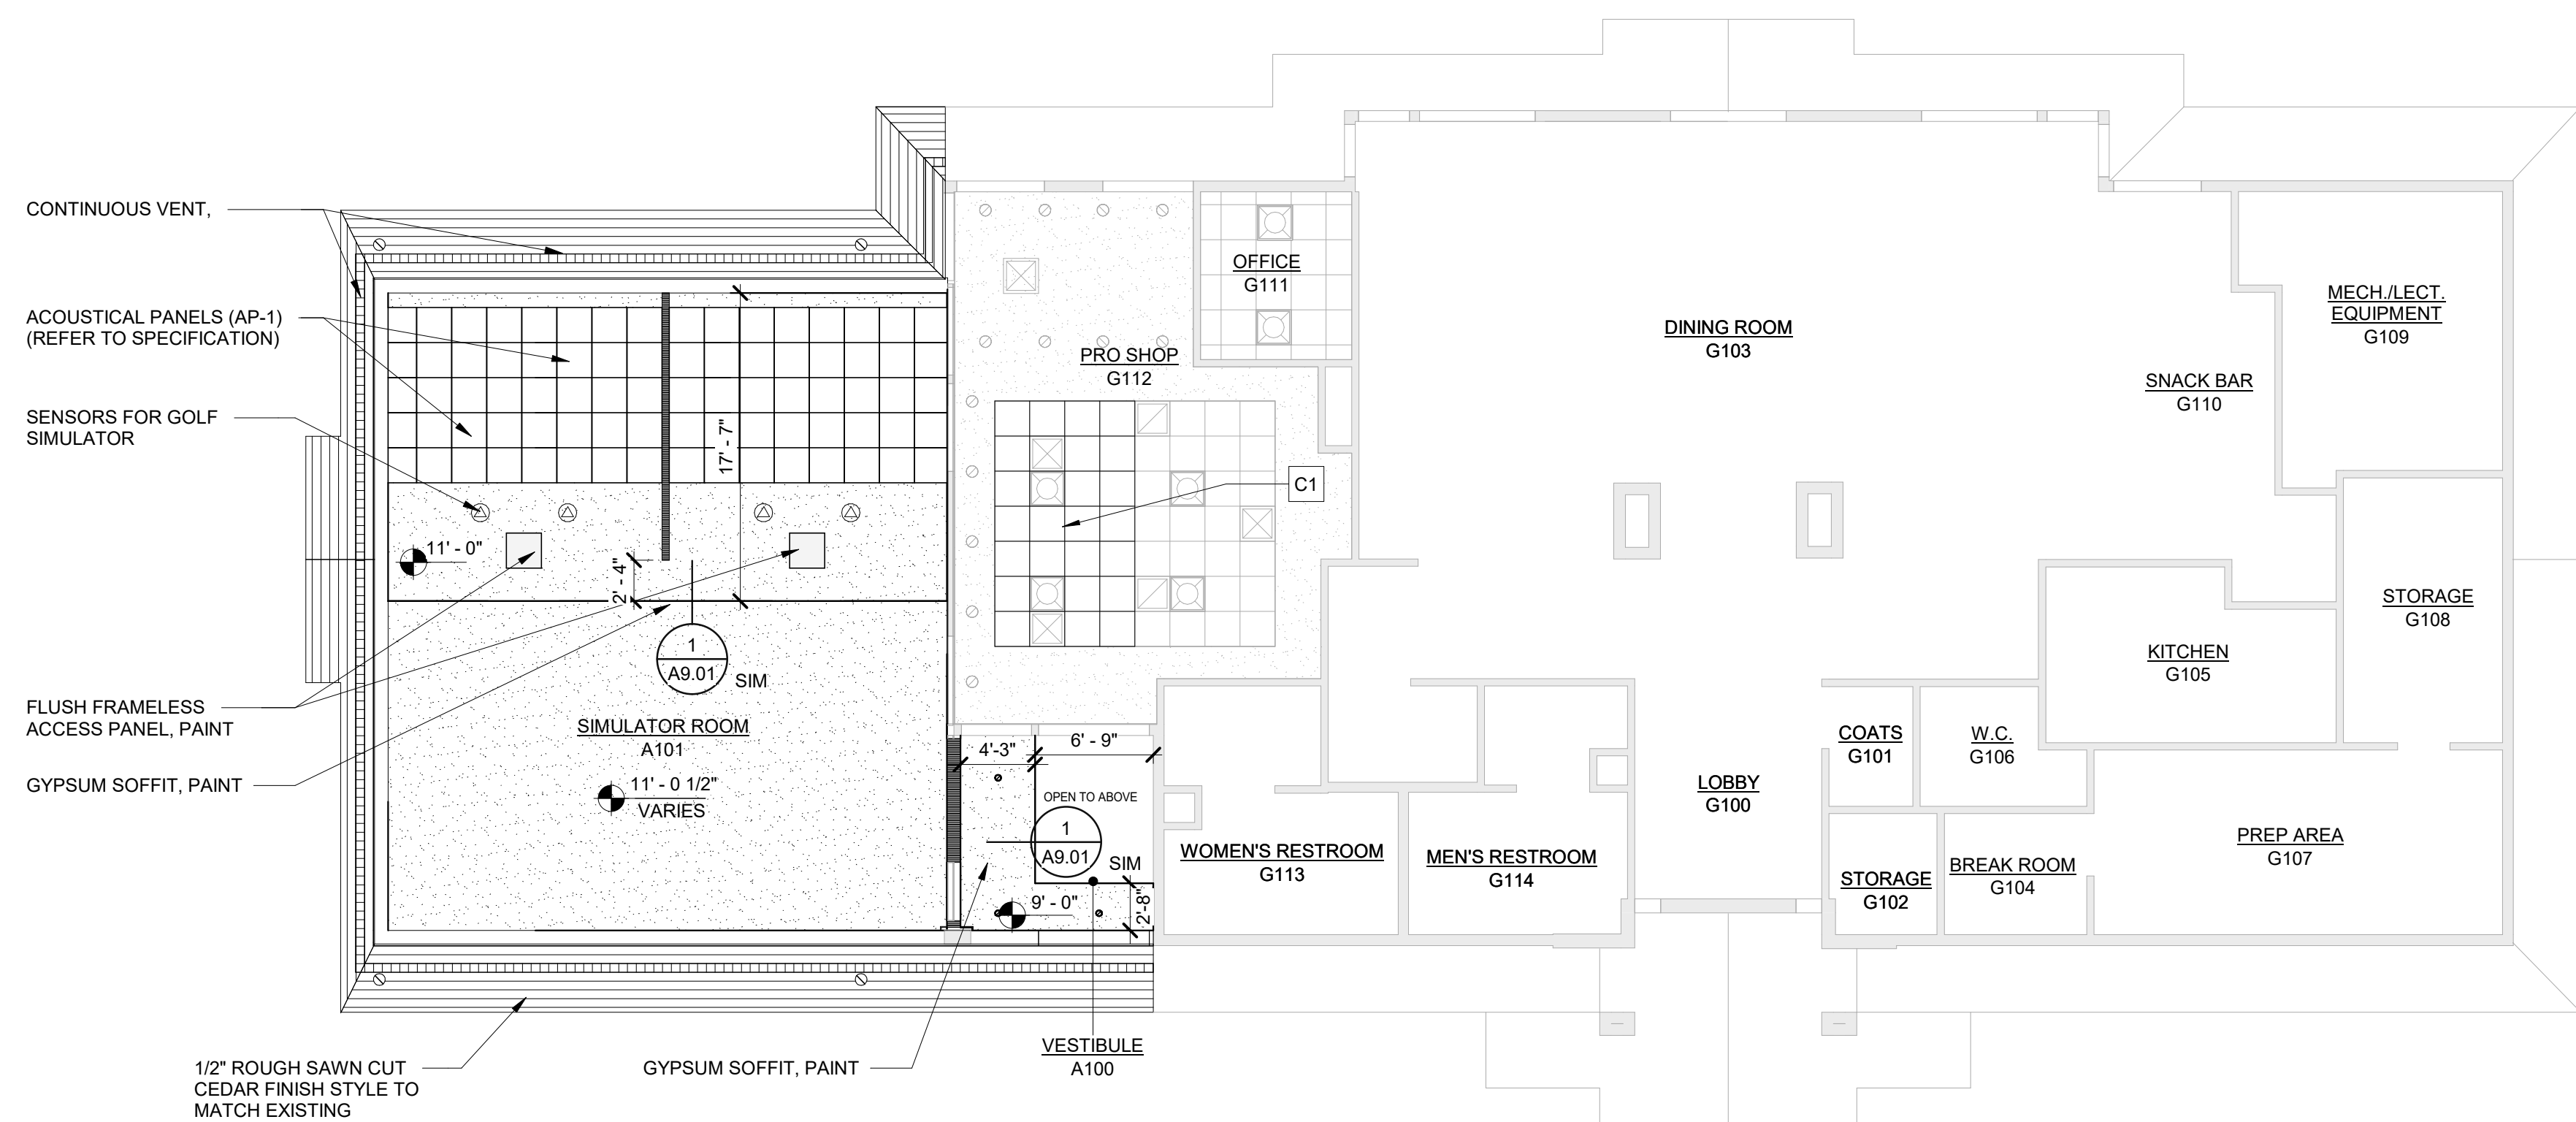 CONTINUOUS VENT,
ACOUSTICAL PANELS (AP-1)
(REFER TO SPECIFICATION)
SENSORS FOR GOLF
SIMULATOR
FLUSH FRAMELESS
ACCESS PANEL, PAINT
GYPSUM SOFFIT, PAINT
1/2" ROUGH SAWN CUT
CEDAR FINISH STYLE TO
MATCH EXISTING
17' - 7"
11' - 0"
2' - 4"
1
A9.01
SIM
SIMULATOR ROOM
A101
11' - 0 1/2"
VARIES
GYPSUM SOFFIT, PAINT
4'-3"
6' - 9"
OPEN TO ABOVE
1
A9.01
SIM
9' - 0"
2'-8"
VESTIBULE
A100
PRO SHOP
G112
C1
OFFICE
G111
DINING ROOM
G103
SNACK BAR
G110
MECH./LECT.
EQUIPMENT
G109
STORAGE
G108
KITCHEN
G105
COATS
G101
W.C.
G106
LOBBY
G100
WOMEN'S RESTROOM
G113
MEN'S RESTROOM
G114
STORAGE
G102
BREAK ROOM
G104
PREP AREA
G107